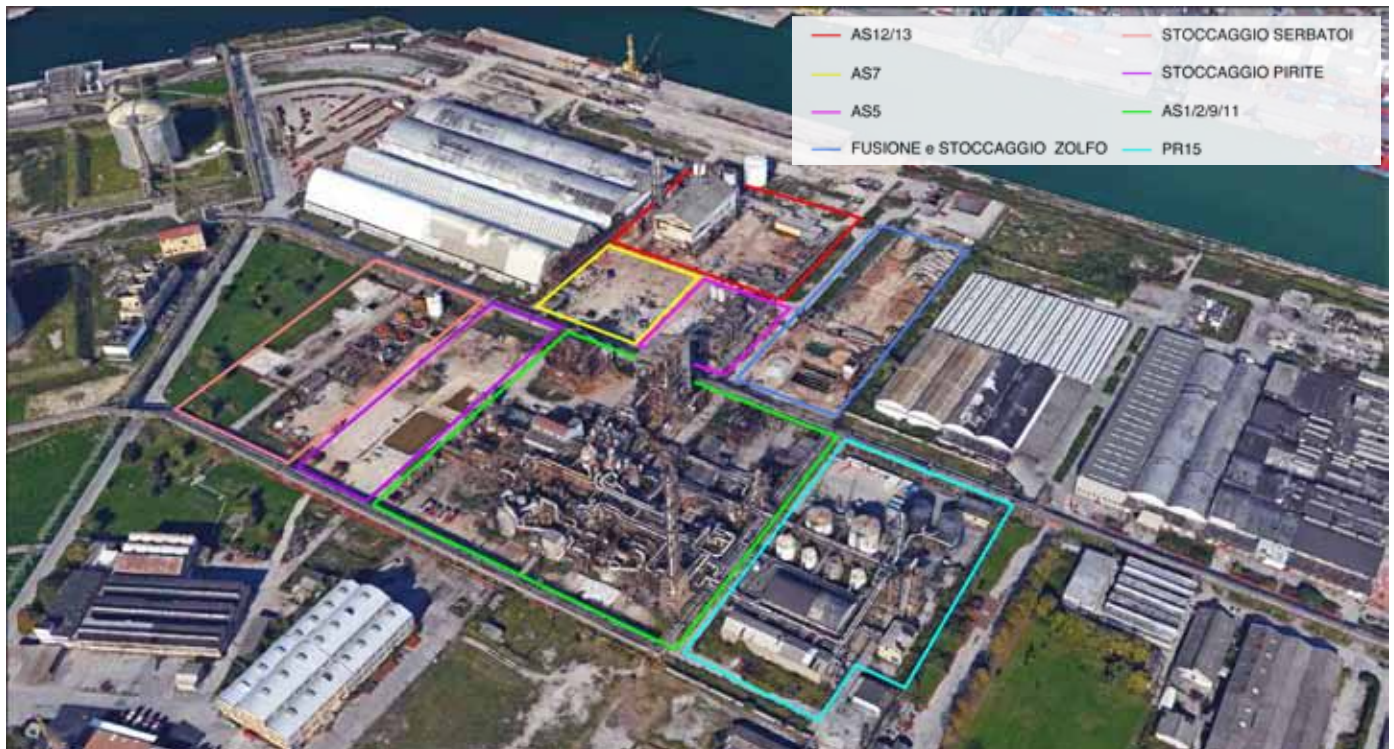 AS12/13
AS7
AS5
FUSIONE e STOCCAGGIO ZOLFO
STOCCAGGIO SERBATOI
STOCCAGGIO PIRITE
AS1/2/9/11
PR15